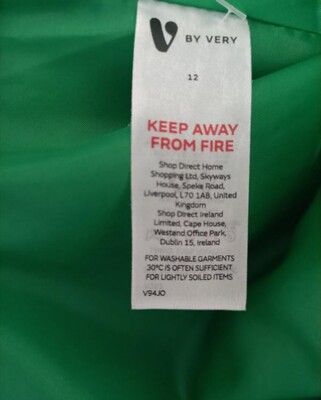 V BY VERY
12
KEEP AWAY
FROM FIRE
Shop Direct Home
Shopping Ltd, Skyways
House, Speke Road,
Liverpool, L70 1AB, United
Kingdom
Shop Direct Ireland
Limited, Cape House,
Westend Office Park,
Dublin 15, Ireland
FOR WASHABLE GARMENTS
30°C IS OFTEN SUFFICIENT
FOR LIGHTLY SOILED ITEMS
V94JO